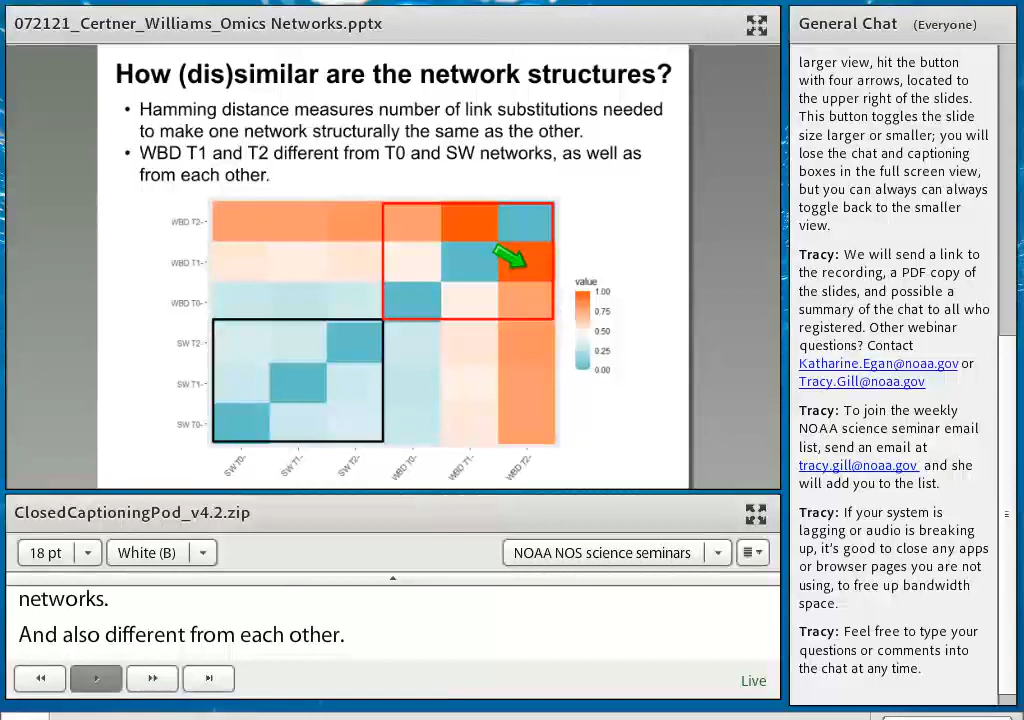 072121_Certner_Williams_Omics Networks.pptx
How (dis)similar are the network structures?
• Hamming distance measures number of link substitutions needed
to make one network structurally the same as the other.
• WBD T1 and T2 different from T0 and SW networks, as well as
from each other.
WBD T2-
WBD T1-
WBD T0-
SW T2-
SW T1-
SW T0-
SW T0-
SW T1-
SW T2-
WBD T0-
WBD T1-
WBD T2-
value
1.00
0.75
0.50
0.25
0.00
ClosedCaptioningPod_v4.2.zip
18 pt
White (B)
NOAA NOS science seminars
networks.
And also different from each other.
Live
General Chat (Everyone)
larger view, hit the button
with four arrows, located to
the upper right of the slides.
This button toggles the slide
size larger or smaller; you will
lose the chat and captioning
boxes in the full screen view,
but you can always can always
toggle back to the smaller
view.
Tracy: We will send a link to
the recording, a PDF copy of
the slides, and possible a
summary of the chat to all who
registered. Other webinar
questions? Contact
Katharine.Egan@noaa.gov or
Tracy.Gill@noaa.gov
Tracy: To join the weekly
NOAA science seminar email
list, send an email at
tracy.gill@noaa.gov and she
will add you to the list.
Tracy: If your system is
lagging or audio is breaking
up, it's good to close any apps
or browser pages you are not
using, to free up bandwidth
space.
Tracy: Feel free to type your
questions or comments into
the chat at any time.